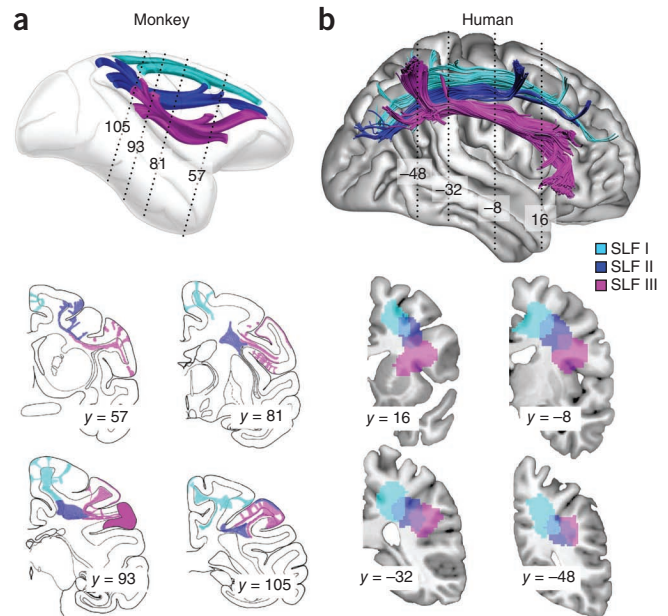 a
Monkey
105
93
81
57
b
Human
–48
–32
–8
16
SLF I
SLF II
SLF III
y = 57
y = 81
y = 16
y = –8
y = 93
y = 105
y = –32
y = –48